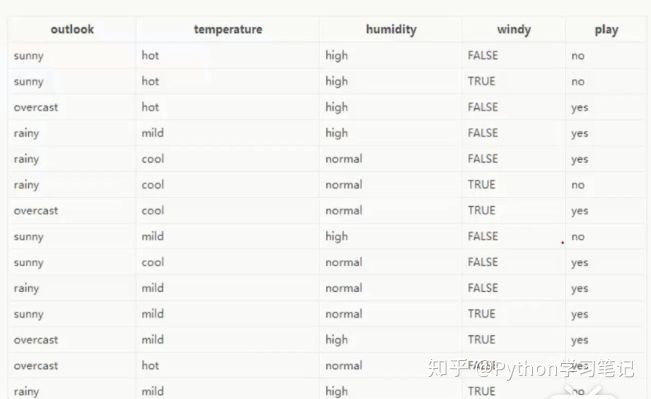 outlook temperature humidity windy play
sunny hot high FALSE no
sunny hot high TRUE no
overcast hot high FALSE yes
rainy mild high FALSE yes
rainy cool normal FALSE yes
rainy cool normal TRUE no
overcast cool normal TRUE yes
sunny mild high FALSE no
sunny cool normal FALSE yes
rainy mild normal FALSE yes
sunny mild normal TRUE yes
overcast mild high TRUE yes
overcast hot normal FALSE yes
知乎 @Python学习笔记
rainy mild high TRUE no